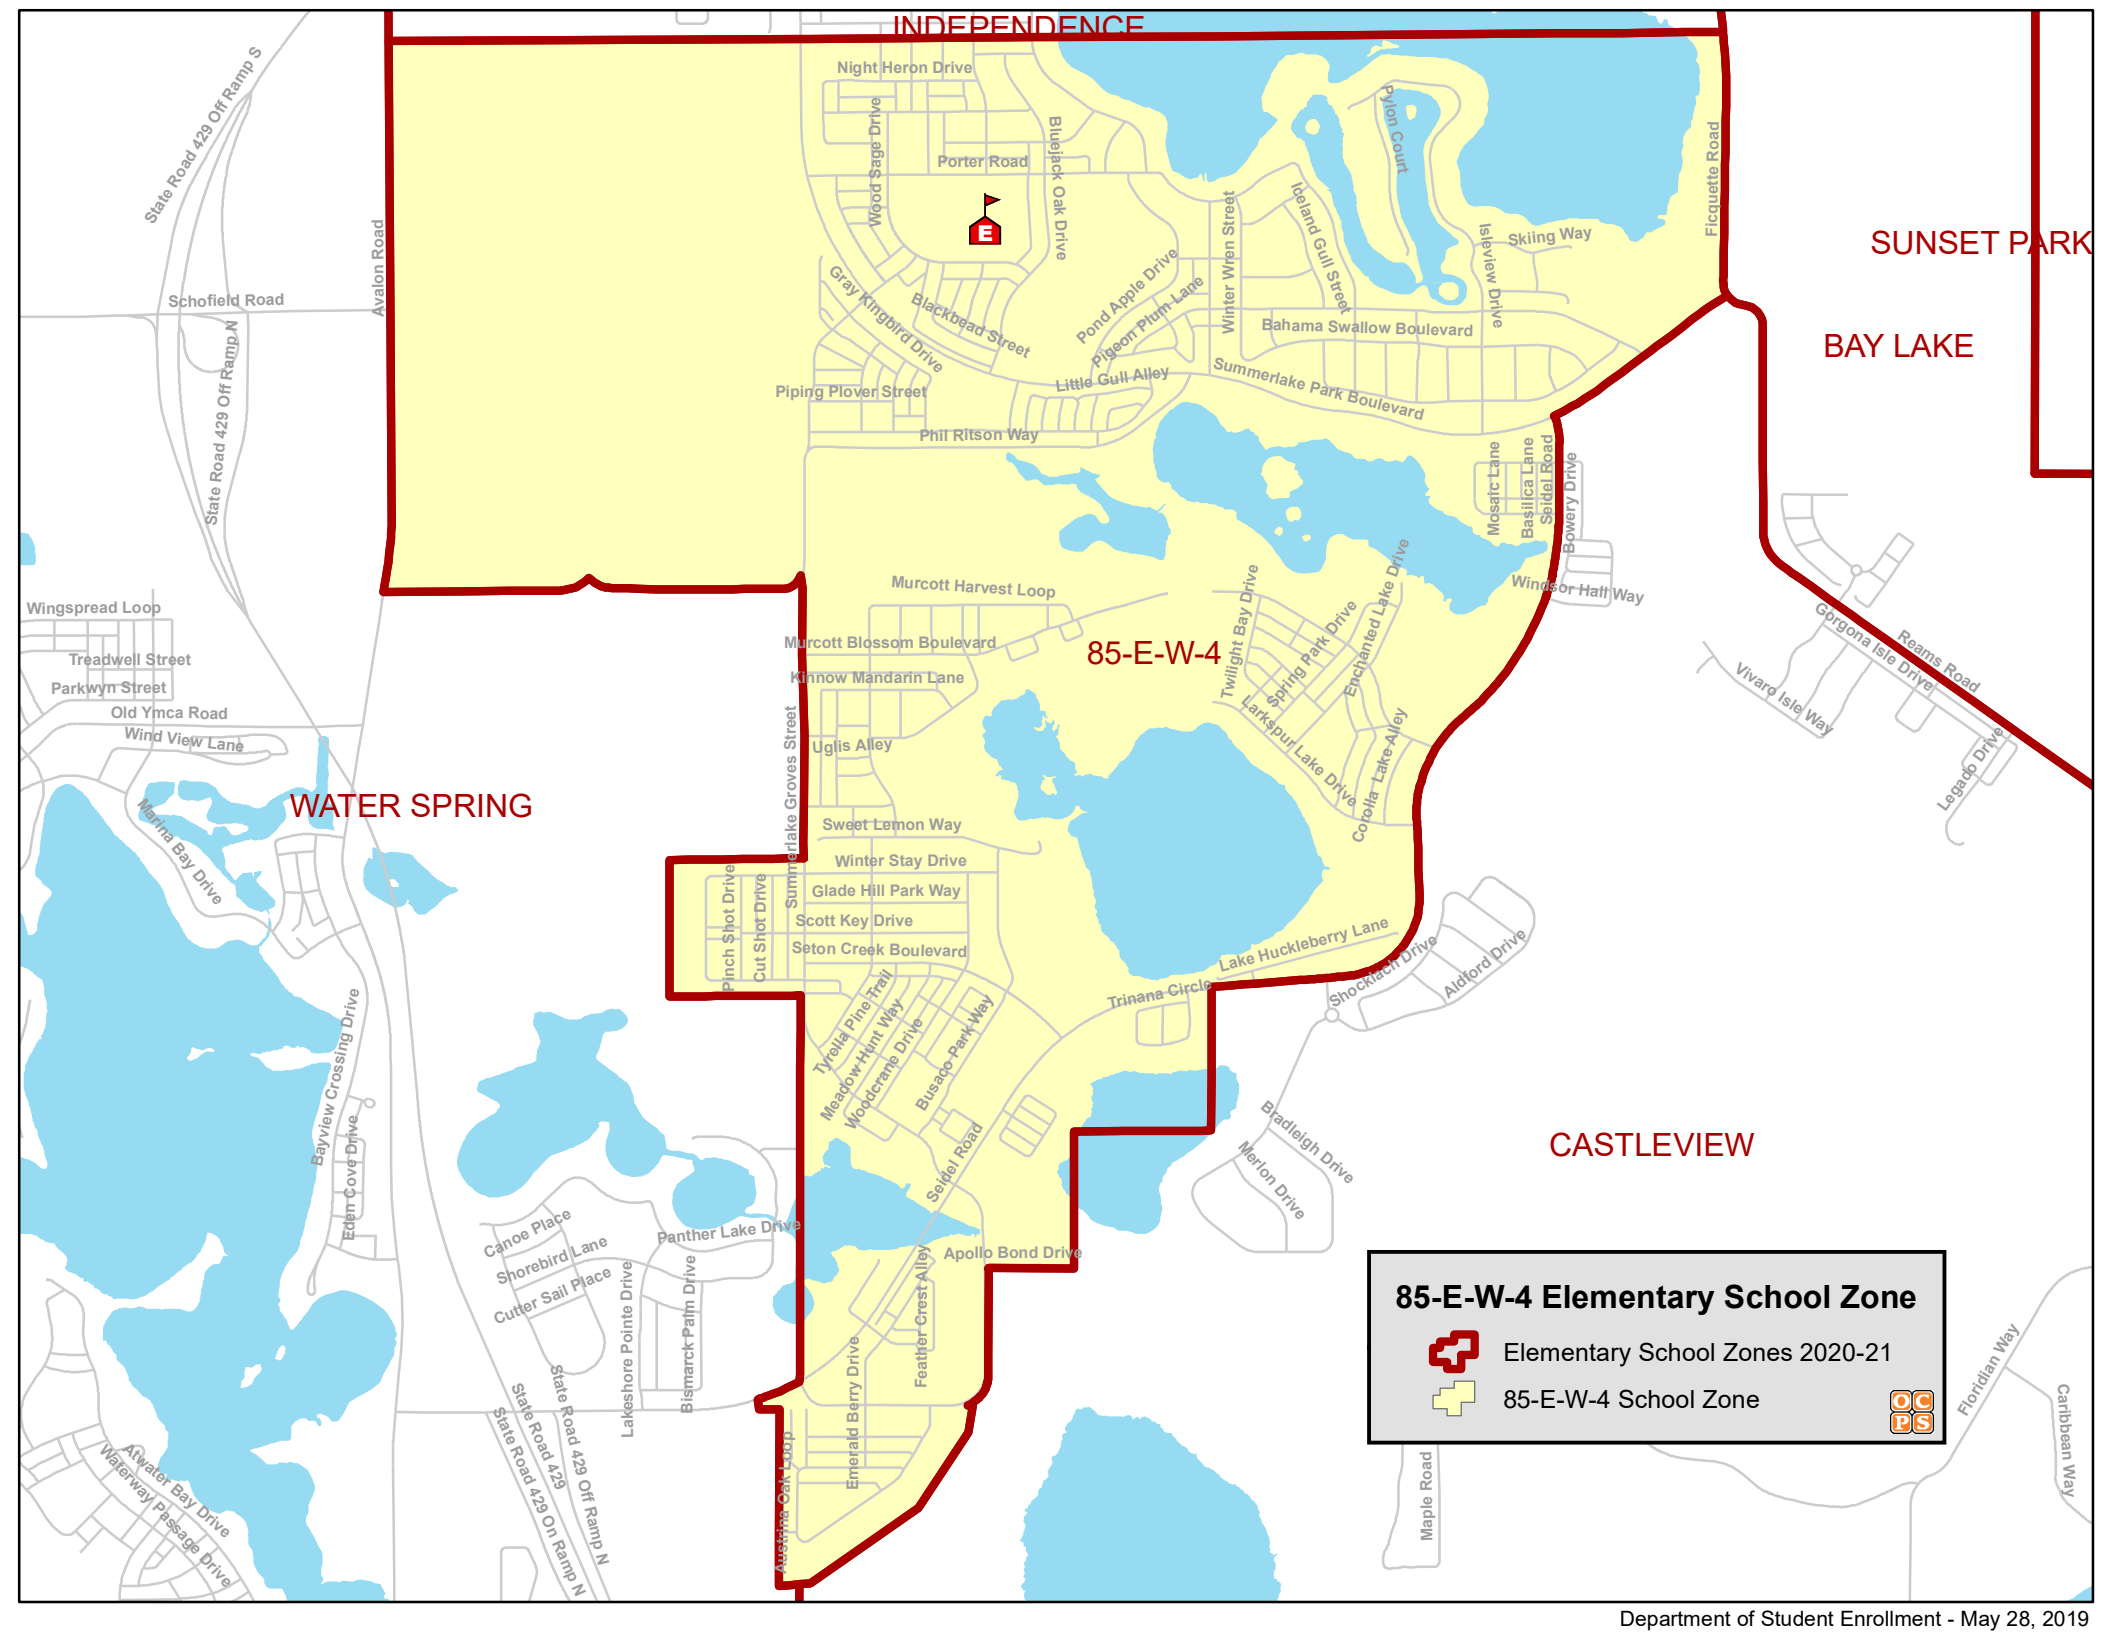 INDEPENDENCE
Night Heron Drive
State Road 429 Off Ramp S
Wood Sage Drive
Bluejack Oak Drive
Pylon Court
Ficquette Road
Porter Road
E
Iceland Gull Street
Winter Wren Street
Isleview Drive
Skiing Way
SUNSET PARK
Avalon Road
Schofield Road
State Road 429 Off Ramp N
Gray Kingbird Drive
Blackbead Street
Pond Apple Drive
Pigeon Plum Lane
Bahama Swallow Boulevard
BAY LAKE
Piping Plover Street
Little Gull Alley
Summerlake Park Boulevard
Phil Ritson Way
Mosaic Lane
Basilica Lane
Seidel Road
Bowery Drive
Windsor Hall Way
Wingspread Loop
Treadwell Street
Parkwyn Street
Old Ymca Road
Wind View Lane
Murcott Harvest Loop
Murcott Blossom Boulevard
Kinnow Mandarin Lane
85-E-W-4
Twilight Bay Drive
Spring Park Drive
Enchanted Lake Drive
Larkspur Lake Drive
Corolla Lake Alley
Gorgona Isle Drive
Reams Road
Vivaro Isle Way
Legado Drive
Summerlake Groves Street
Uglis Alley
WATER SPRING
Marina Bay Drive
Sweet Lemon Way
Winter Stay Drive
Glade Hill Park Way
Scott Key Drive
Seton Creek Boulevard
Pinch Shot Drive
Cut Shot Drive
Lake Huckleberry Lane
Shocklach Drive
Aldford Drive
Trinana Circle
Tyrella Pine Trail
Meadow Hunt Way
Woodcrane Drive
Busaco Park Way
Bayview Crossing Drive
Eden Cove Drive
Seidel Road
Bradleigh Drive
Merlon Drive
CASTLEVIEW
Canoe Place
Shorebird Lane
Cutter Sail Place
Panther Lake Drive
Lakeshore Pointe Drive
Bismarck Palm Drive
Apollo Bond Drive
Feather Crest Alley
Emerald Berry Drive
Austrina Oak Loop
State Road 429 Off Ramp N
State Road 429
State Road 429 On Ramp N
Atwater Bay Drive
Waterway Passage Drive
85-E-W-4 Elementary School Zone
Elementary School Zones 2020-21
85-E-W-4 School Zone
OC
PS
Floridian Way
Caribbean Way
Maple Road
Department of Student Enrollment - May 28, 2019